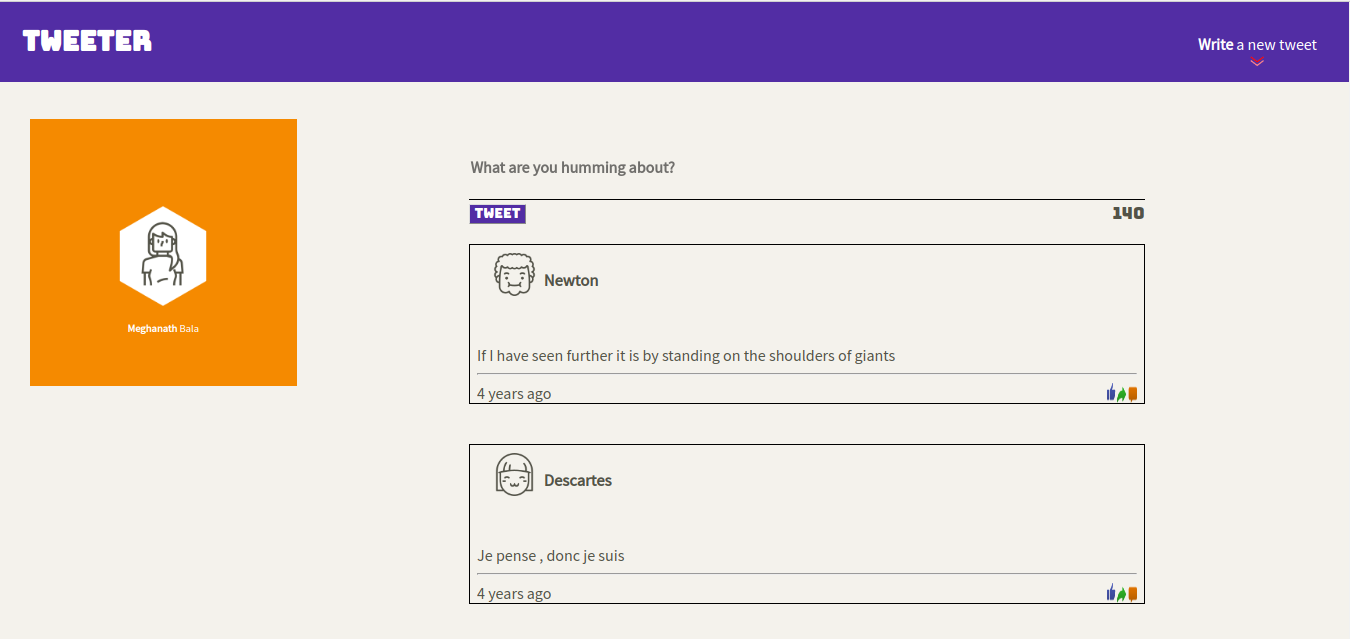 TWEETER
Write a new tweet
Meghanath Bala
What are you humming about?
TWEET
140
Newton
If I have seen further it is by standing on the shoulders of giants
4 years ago
Descartes
Je pense , donc je suis
4 years ago